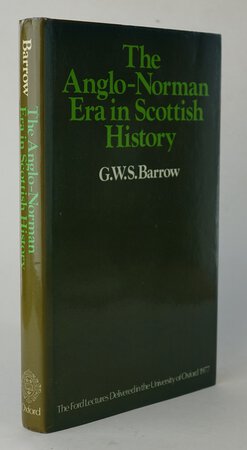 The
Anglo-Norman
Era in Scottish
History
G.W.S. Barrow
The Ford Lectures Delivered in the University of Oxford 1977
Barrow
The Anglo-Norman
Era in Scottish History
Oxford